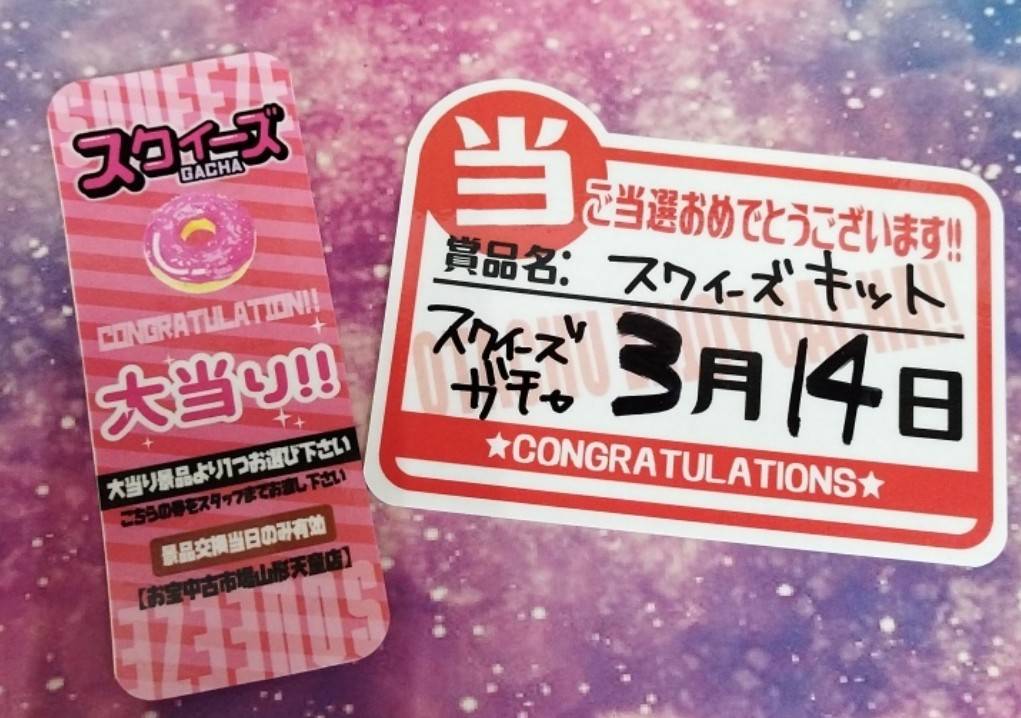 SQUEEZE
スクイーズ
GACHA
CONGRATULATION!!
大当り!!
大当り景品より1つお選び下さい
こちらの券をスタッフまでお渡し下さい
景品交換当日のみ有効
【お宝中古市場山形天童店】
SQUEEZE
当
ご当選おめでとうございます!!
賞品名: スクイーズキット
スクイーズ
ガチャ
3月14日
★CONGRATULATIONS★